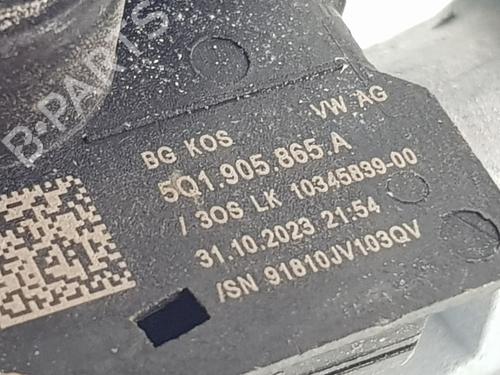 B-PARTS
BG KOS VW AG
5Q1.905.865.A
/ 3OS LK 10345839-00
31.10.2023 21:54
/SN 91810JV103QV